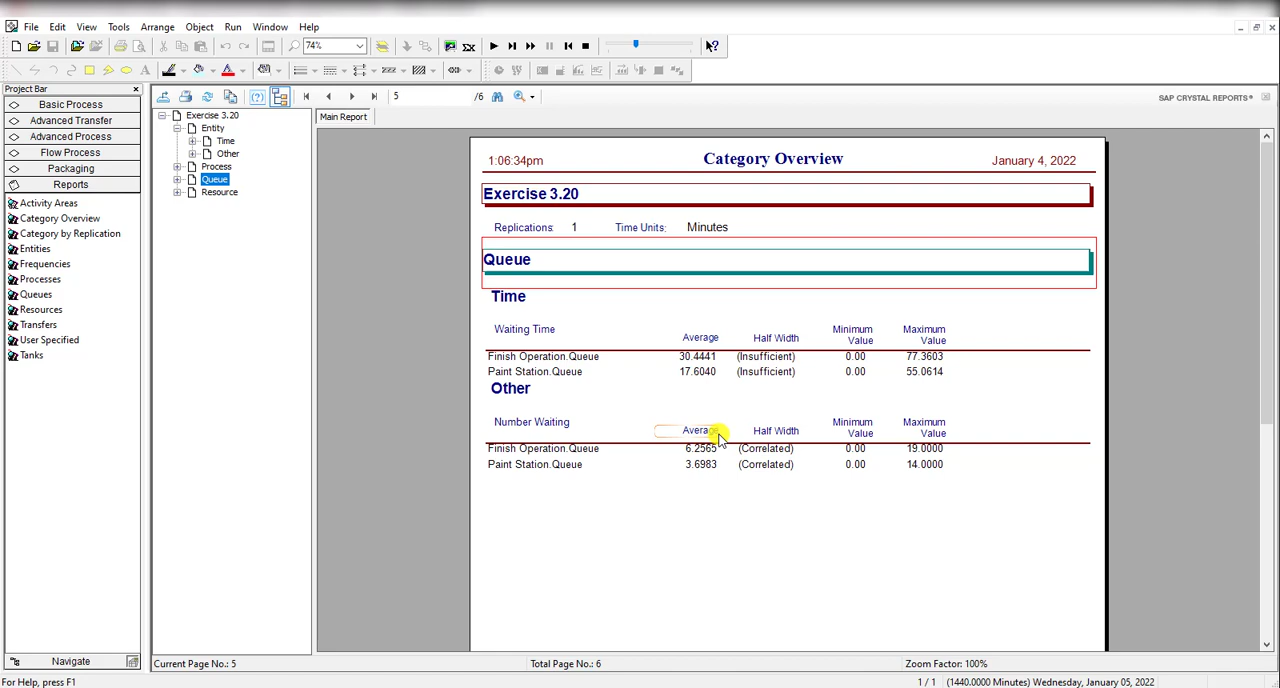 File Edit View Tools Arrange Object Run Window Help
74%
Project Bar
Basic Process
Advanced Transfer
Advanced Process
Flow Process
Packaging
Reports
Activity Areas
Category Overview
Category by Replication
Entities
Frequencies
Processes
Queues
Resources
Transfers
User Specified
Tanks
Navigate
5 /6
SAP CRYSTAL REPORTS®
Exercise 3.20
Entity
Time
Other
Process
Queue
Resource
Main Report
1:06:34pm Category Overview January 4, 2022
Exercise 3.20
Replications: 1 Time Units: Minutes
Queue
Time
Waiting Time Average Half Width Minimum Value Maximum Value
Finish Operation.Queue 30.4441 (Insufficient) 0.00 77.3603
Paint Station.Queue 17.6040 (Insufficient) 0.00 55.0614
Other
Number Waiting Average Half Width Minimum Value Maximum Value
Finish Operation.Queue 6.2565 (Correlated) 0.00 19.0000
Paint Station.Queue 3.6983 (Correlated) 0.00 14.0000
Current Page No.: 5 Total Page No.: 6 Zoom Factor: 100%
For Help, press F1 1 / 1 (1440.0000 Minutes) Wednesday, January 05, 2022